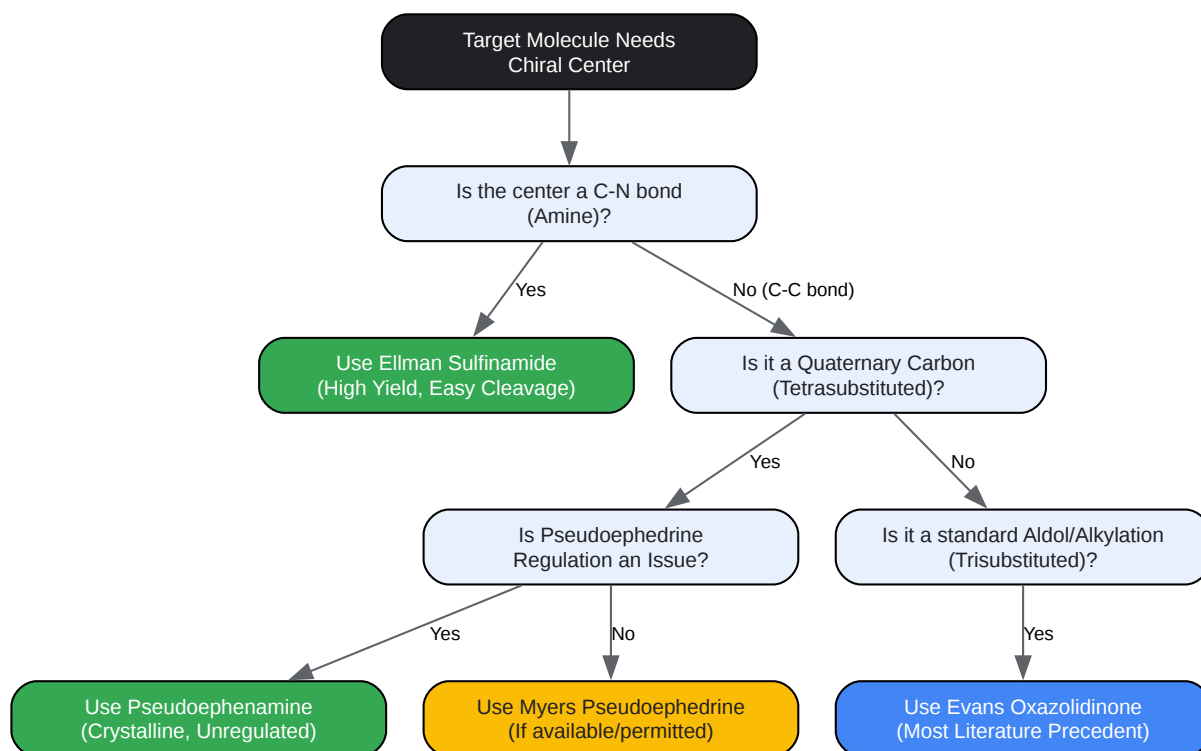 Target Molecule Needs
Chiral Center
Is the center a C-N bond
(Amine)?
Yes
No (C-C bond)
Use Ellman Sulfinamide
(High Yield, Easy Cleavage)
Is it a Quaternary Carbon
(Tetrasubstituted)?
Yes
No
Is Pseudoephedrine
Regulation an Issue?
Is it a standard Aldol/Alkylation
(Trisubstituted)?
Yes
No
Yes
Use Pseudoephenamine
(Crystalline, Unregulated)
Use Myers Pseudoephedrine
(If available/permitted)
Use Evans Oxazolidinone
(Most Literature Precedent)